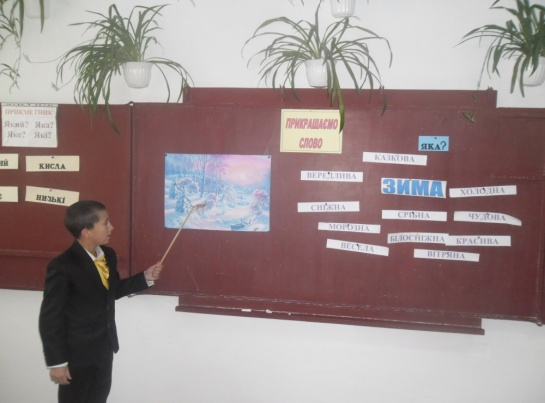 ПРИКМЕТНИК
Який? Яка?
Яке? Які?
КИСЛА
НИЗЬКІ
ПРИКРАШАЄМО
СЛОВО
ЯКА?
КАЗКОВА
ВЕРЕДЛИВА
ЗИМА
ХОЛОДНА
СНІЖНА
СРІБНА
ЧУДОВА
МОРОЗНА
БІЛОСНІЖНА
КРАСИВА
ВЕСЕЛА
ВІТРЯНА